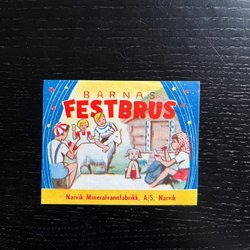 BARNAS
FESTBRUS
Narvik Mineralvannfabrikk, A/S, Narvik